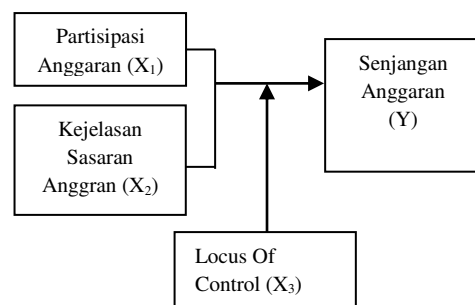 Partisipasi
Anggaran (X₁)
Senjangan
Anggaran
(Y)
Kejelasan
Sasaran
Anggran (X₂)
Locus Of
Control (X₃)